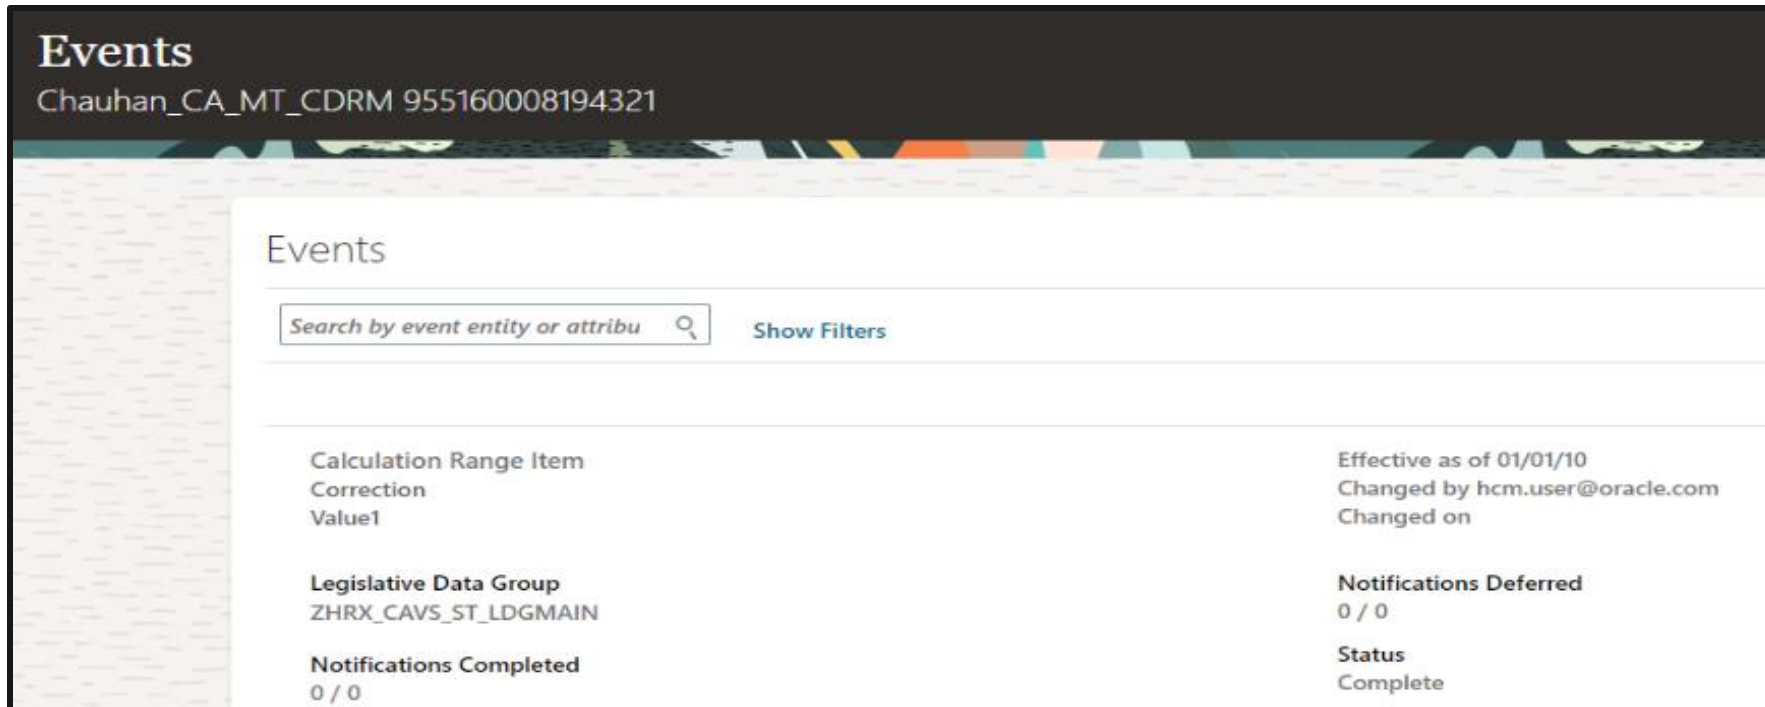 Events
Chauhan_CA_MT_CDRM 955160008194321
Events
Search by event entity or attribu
Show Filters
Calculation Range Item
Correction
Value1
Effective as of 01/01/10
Changed by hcm.user@oracle.com
Changed on
Legislative Data Group
ZHRX_CAVS_ST_LDGMAIN
Notifications Deferred
0 / 0
Notifications Completed
0 / 0
Status
Complete